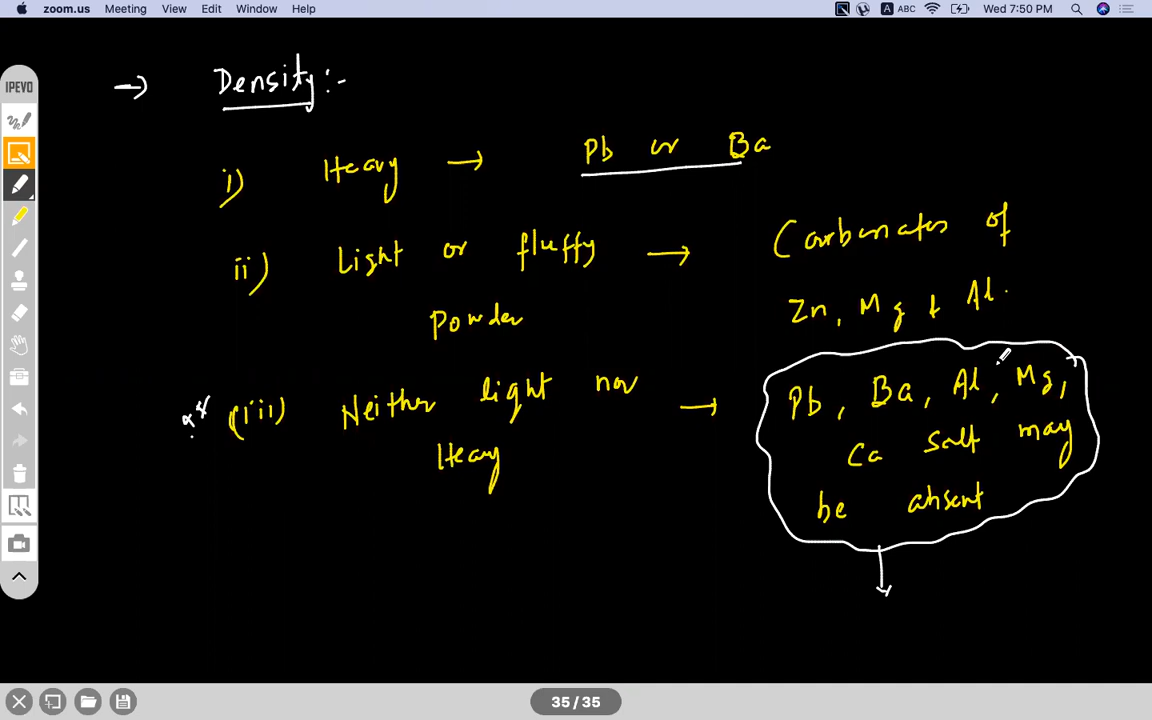 zoom.us Meeting View Edit Window Help A ABC Wed 7:50 PM
IPEVO
→ Density:-
i) Heavy → Pb or Ba
ii) Light or fluffy → Carbonates of
powder Zn, Mg & Al.
(iii) Neither light nor → Pb, Ba, Al, Mg,
Heavy Ca salt may
be absent
35/35